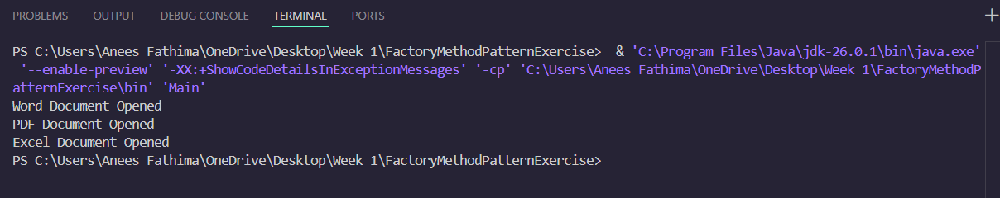 PROBLEMS OUTPUT DEBUG CONSOLE TERMINAL PORTS
PS C:\Users\Anees Fathima\OneDrive\Desktop\Week 1\FactoryMethodPatternExercise>  & 'C:\Program Files\Java\jdk-26.0.1\bin\java.exe'
 '--enable-preview' '-XX:+ShowCodeDetailsInExceptionMessages' '-cp' 'C:\Users\Anees Fathima\OneDrive\Desktop\Week 1\FactoryMethodP
atternExercise\bin' 'Main'
Word Document Opened
PDF Document Opened
Excel Document Opened
PS C:\Users\Anees Fathima\OneDrive\Desktop\Week 1\FactoryMethodPatternExercise>